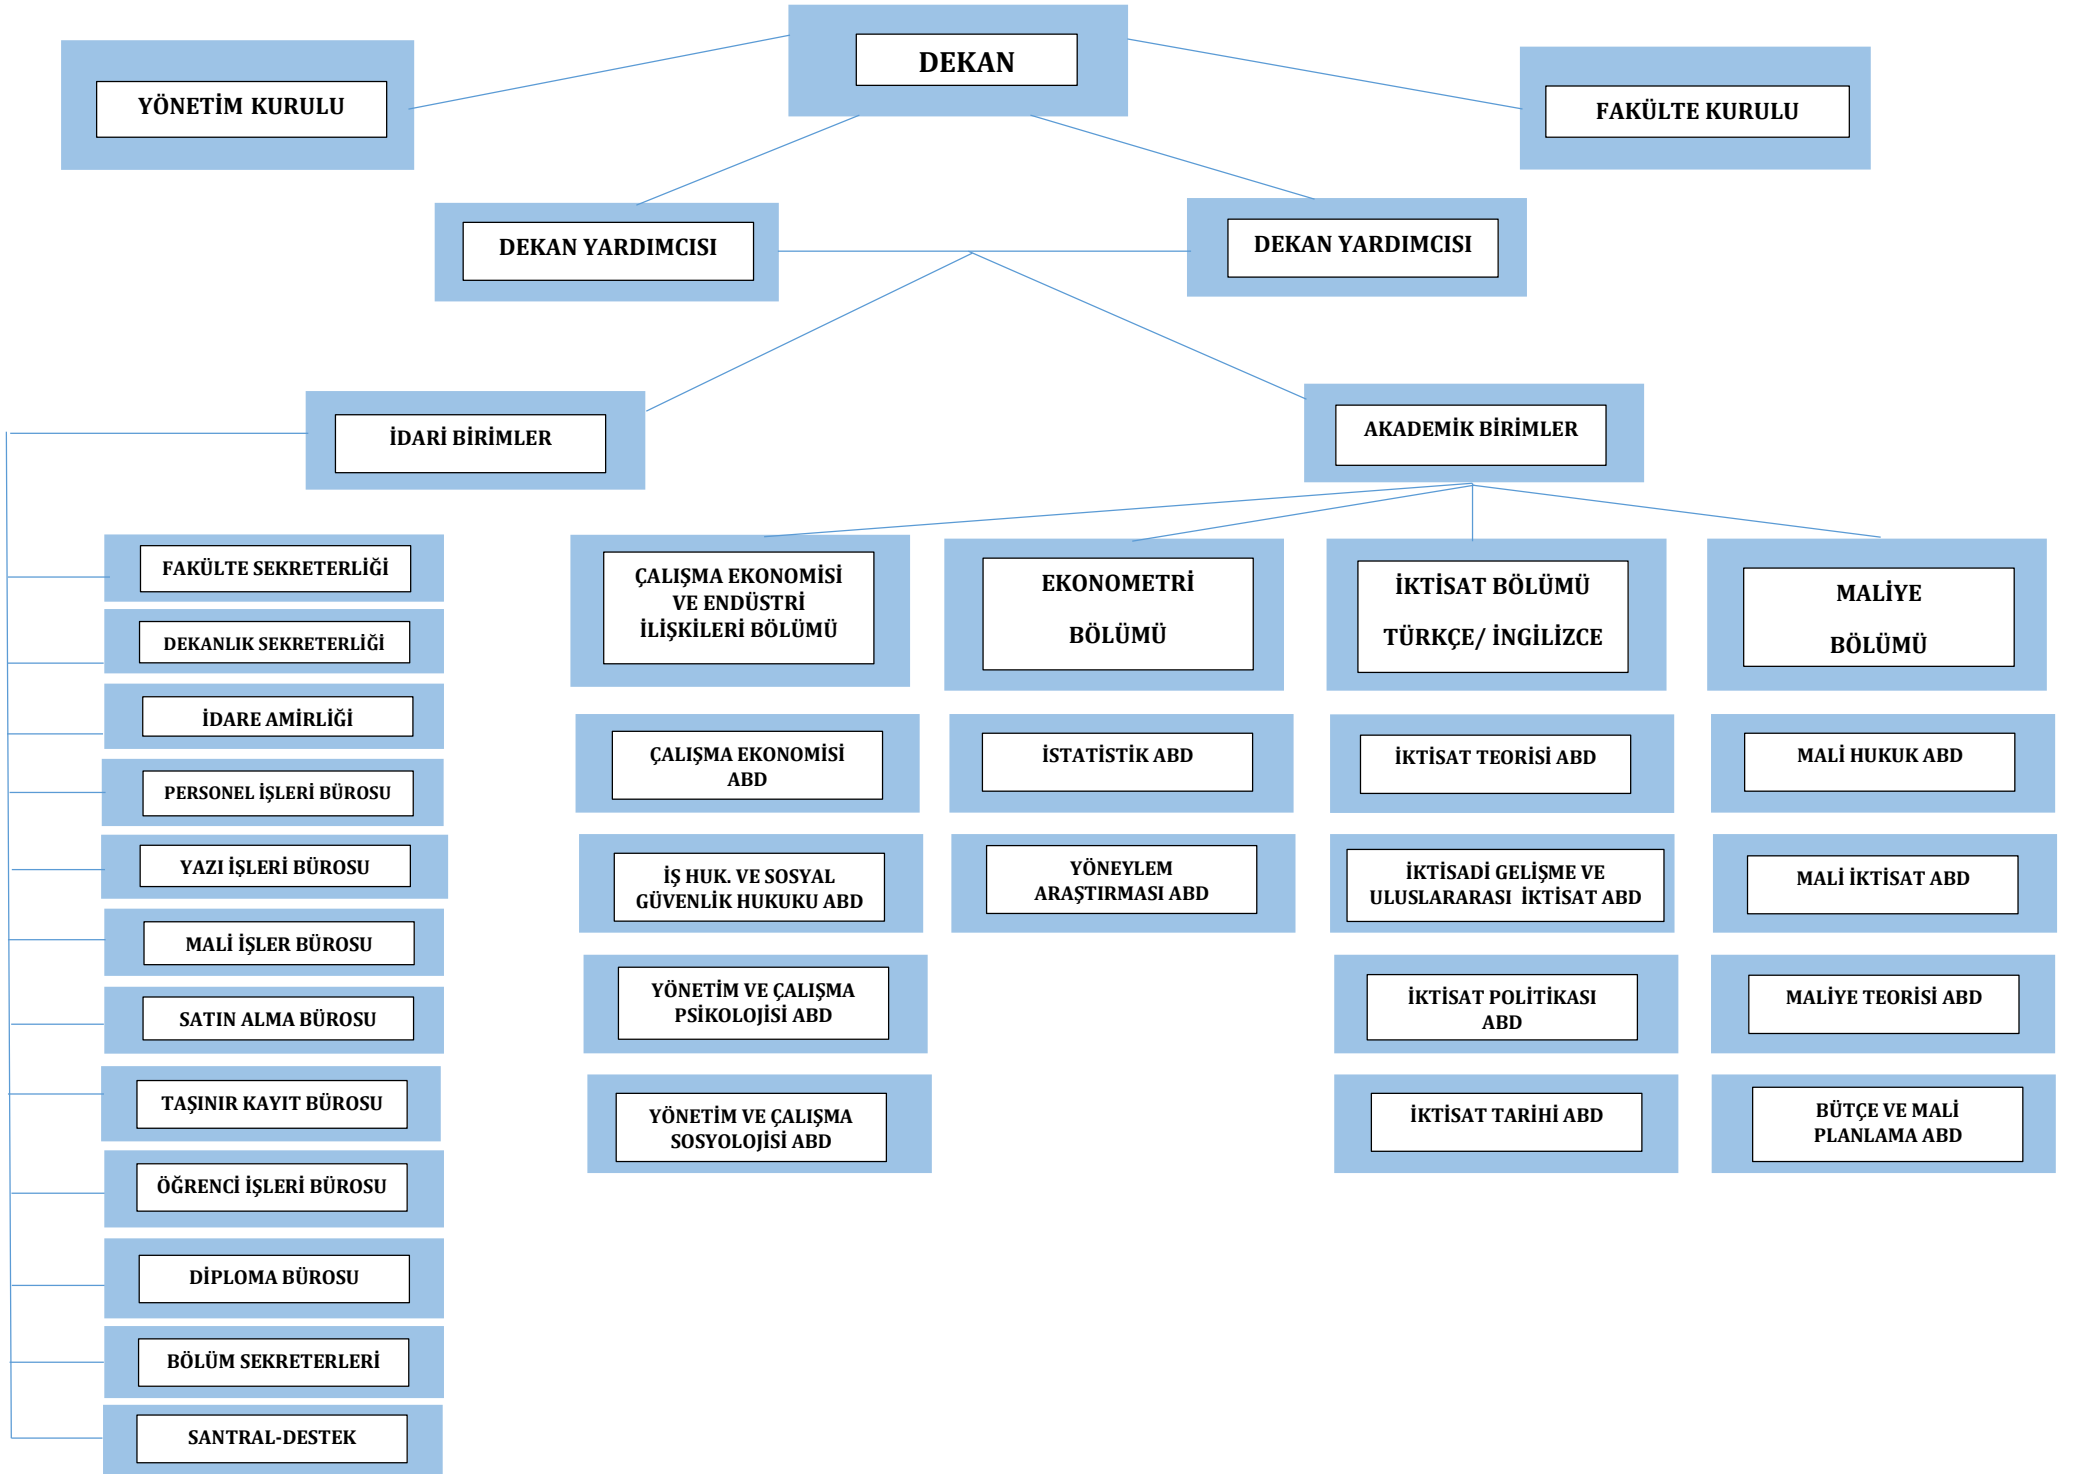 DEKAN
YÖNETİM KURULU
FAKÜLTE KURULU
DEKAN YARDIMCISI
DEKAN YARDIMCISI
İDARİ BİRİMLER
AKADEMİK BİRİMLER
FAKÜLTE SEKRETERLİĞİ
DEKANLIK SEKRETERLİĞİ
İDARE AMİRLİĞİ
PERSONEL İŞLERİ BÜROSU
YAZI İŞLERİ BÜROSU
MALİ İŞLER BÜROSU
SATIN ALMA BÜROSU
TAŞINIR KAYIT BÜROSU
ÖĞRENCİ İŞLERİ BÜROSU
DİPLOMA BÜROSU
BÖLÜM SEKRETERLERİ
SANTRAL-DESTEK
ÇALIŞMA EKONOMİSİ
VE ENDÜSTRİ
İLİŞKİLERİ BÖLÜMÜ
ÇALIŞMA EKONOMİSİ
ABD
İŞ HUK. VE SOSYAL
GÜVENLİK HUKUKU ABD
YÖNETİM VE ÇALIŞMA
PSİKOLOJİSİ ABD
YÖNETİM VE ÇALIŞMA
SOSYOLOJİSİ ABD
EKONOMETRİ
BÖLÜMÜ
İSTATİSTİK ABD
YÖNEYLEM
ARAŞTIRMASI ABD
İKTİSAT BÖLÜMÜ
TÜRKÇE/ İNGİLİZCE
İKTİSAT TEORİSİ ABD
İKTİSADİ GELİŞME VE
ULUSLARARASI İKTİSAT ABD
İKTİSAT POLİTİKASI
ABD
İKTİSAT TARİHİ ABD
MALİYE
BÖLÜMÜ
MALİ HUKUK ABD
MALİ İKTİSAT ABD
MALİYE TEORİSİ ABD
BÜTÇE VE MALİ
PLANLAMA ABD